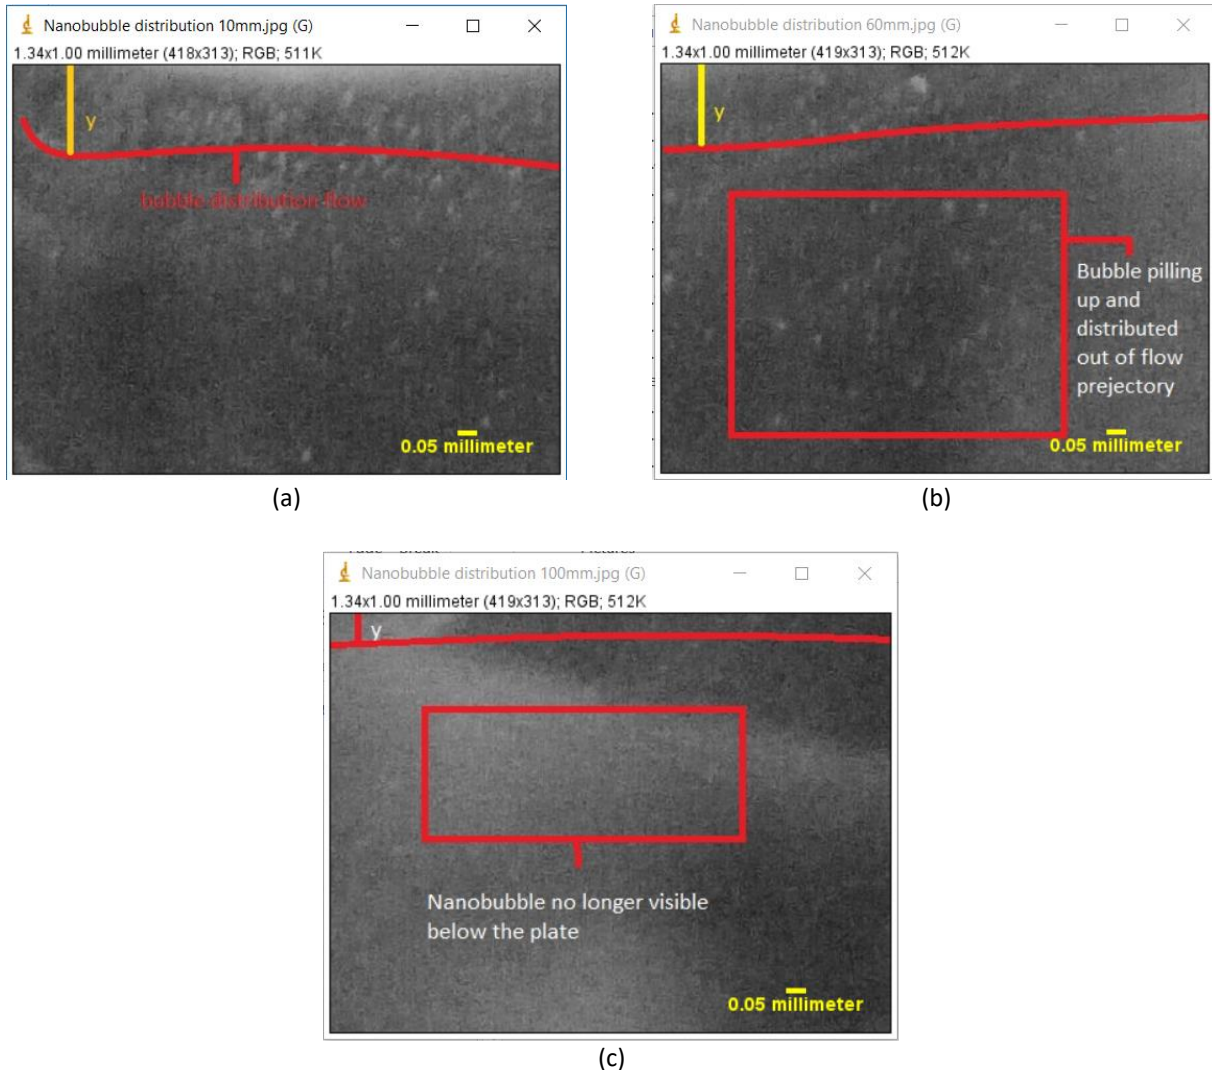 Nanobubble distribution 10mm.jpg (G)
1.34x1.00 millimeter (418x313); RGB; 511K
y
bubble distribution flow
0.05 millimeter
(a)
Nanobubble distribution 60mm.jpg (G)
1.34x1.00 millimeter (419x313); RGB; 512K
y
Bubble pilling
up and
distributed
out of flow
prejectory
0.05 millimeter
(b)
Nanobubble distribution 100mm.jpg (G)
1.34x1.00 millimeter (419x313); RGB; 512K
y
Nanobubble no longer visible
below the plate
0.05 millimeter
(c)